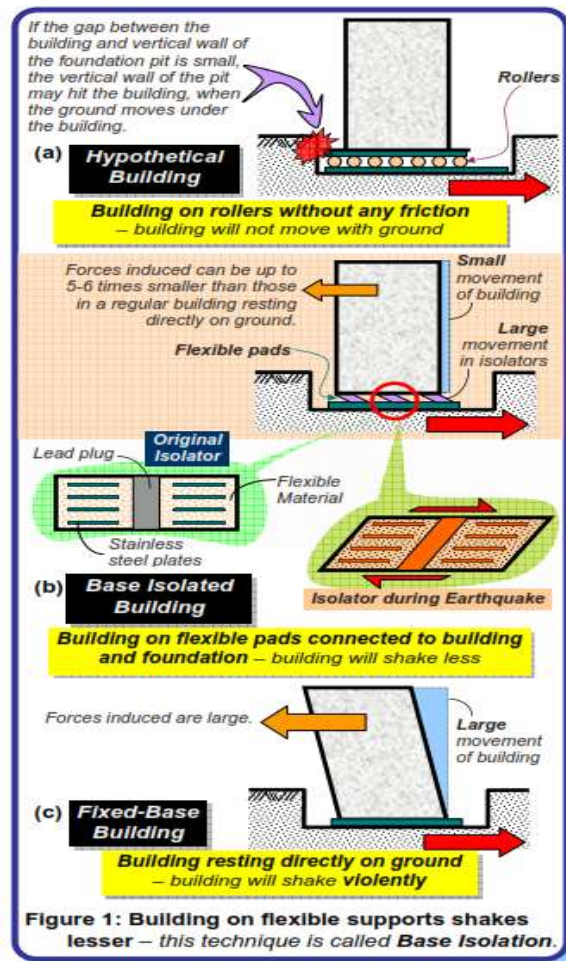 If the gap between the
building and vertical wall of
the foundation pit is small,
the vertical wall of the pit
may hit the building, when
the ground moves under
the building.
Rollers
(a) Hypothetical
Building
Building on rollers without any friction
– building will not move with ground
Forces induced can be up to
5-6 times smaller than those
in a regular building resting
directly on ground.
Small
movement
of building
Large
movement
in isolators
Flexible pads
Original
Isolator
Lead plug
Flexible
Material
Stainless
steel plates
Isolator during Earthquake
(b) Base Isolated
Building
Building on flexible pads connected to building
and foundation – building will shake less
Forces induced are large.
Large
movement
of building
(c) Fixed-Base
Building
Building resting directly on ground
– building will shake violently
Figure 1: Building on flexible supports shakes
lesser – this technique is called Base Isolation.